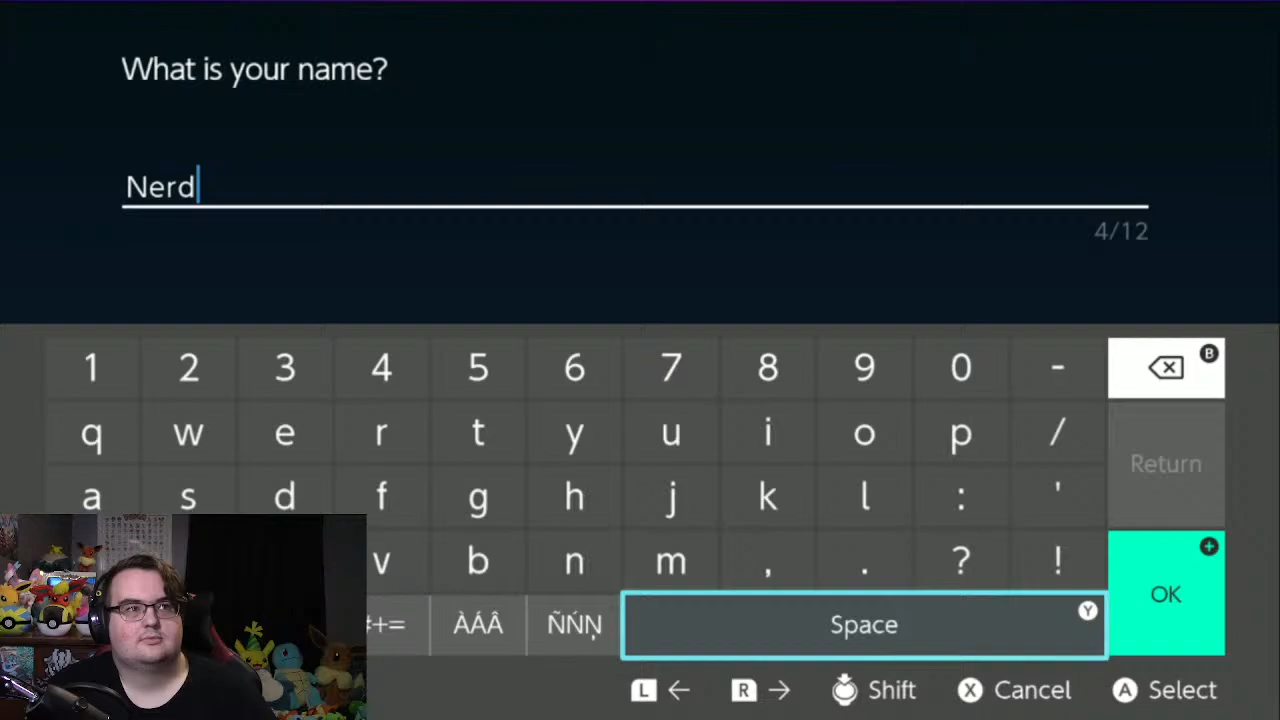 What is your name?
Nerd
4/12
1 2 3 4 5 6 7 8 9 0 - B
q w e r t y u i o p / Return
a s d f g h j k l : '
v b n m , . ? ! + OK
#+= ÀÁÂ ÑŃŅ Space Y
L ← R → Shift X Cancel A Select